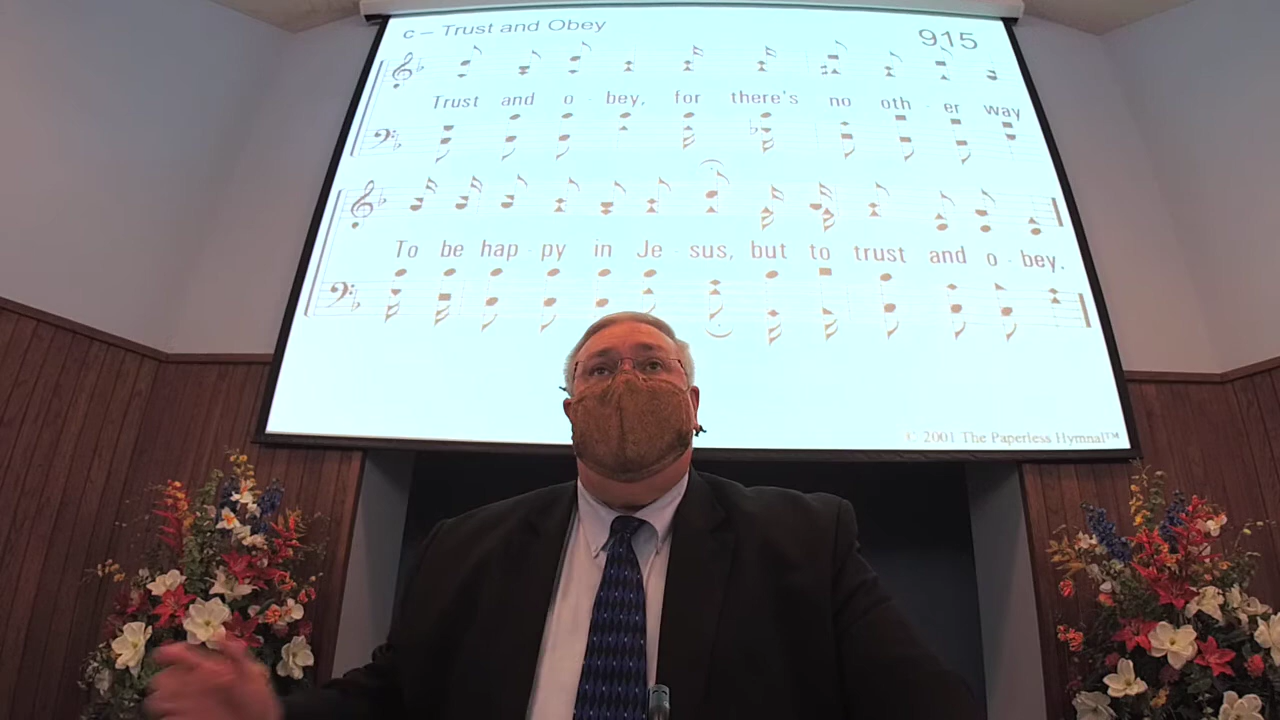 c – Trust and Obey
915
Trust and o - bey, for there's no oth - er way
To be hap - py in Je - sus, but to trust and o - bey.
© 2001 The Paperless Hymnal™